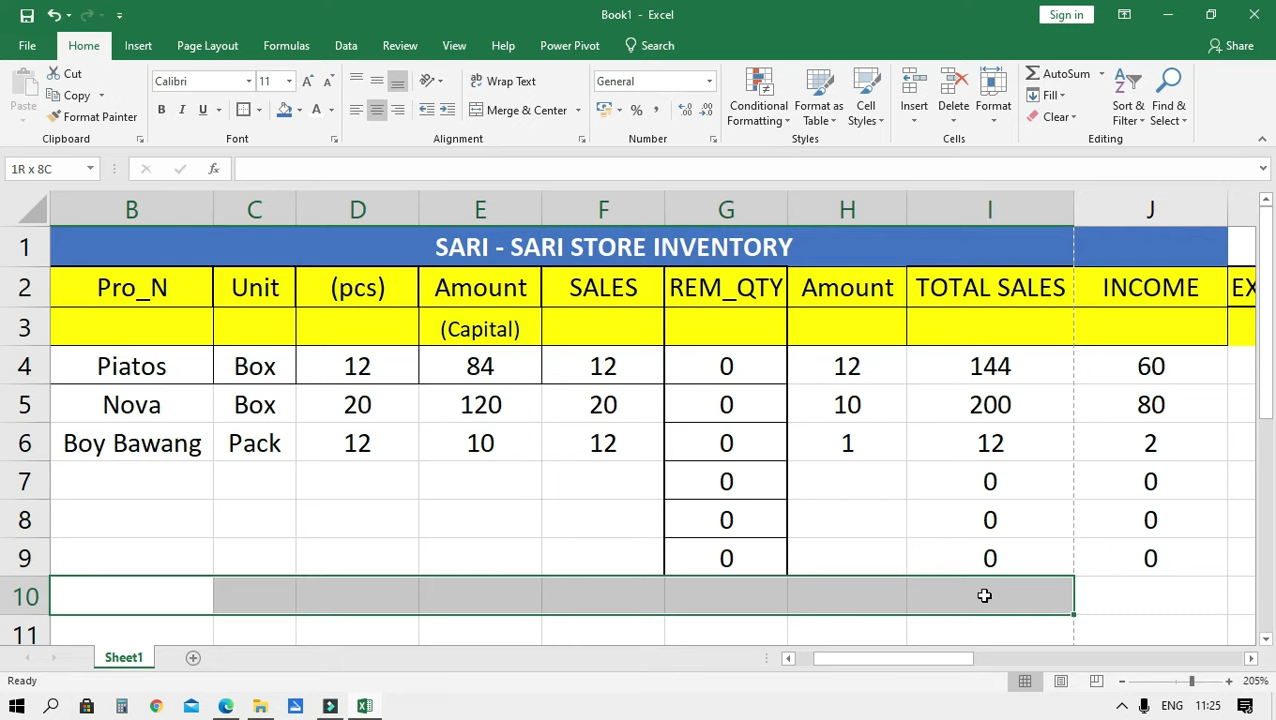 Book1 - Excel
Sign in
File Home Insert Page Layout Formulas Data Review View Help Power Pivot Search Share
Cut
Copy
Format Painter
Paste
Clipboard
Calibri 11
B I U
Font
Wrap Text
Merge & Center
Alignment
General
% ,
Number
Conditional Formatting
Format as Table
Cell Styles
Styles
Insert
Delete
Format
Cells
AutoSum
Fill
Clear
Sort & Filter
Find & Select
Editing
1R x 8C fx
B C D E F G H I J
1 SARI - SARI STORE INVENTORY
2 Pro_N Unit (pcs) Amount SALES REM_QTY Amount TOTAL SALES INCOME EX
3 (Capital)
4 Piatos Box 12 84 12 0 12 144 60
5 Nova Box 20 120 20 0 10 200 80
6 Boy Bawang Pack 12 10 12 0 1 12 2
7 0 0 0
8 0 0 0
9 0 0 0
10
11
Sheet1
Ready 205%
ENG 11:25